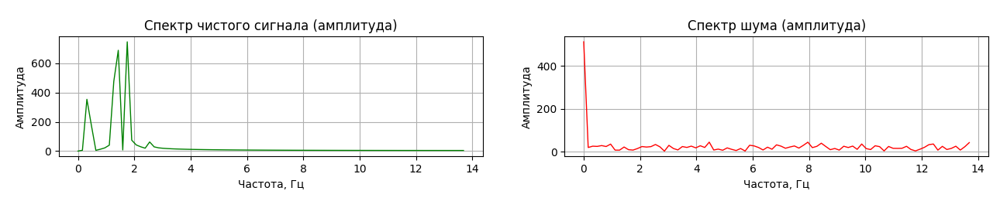 Спектр чистого сигнала (амплитуда)
Амплитуда
600
400
200
0
0 2 4 6 8 10 12 14
Частота, Гц
Спектр шума (амплитуда)
Амплитуда
400
200
0
0 2 4 6 8 10 12 14
Частота, Гц